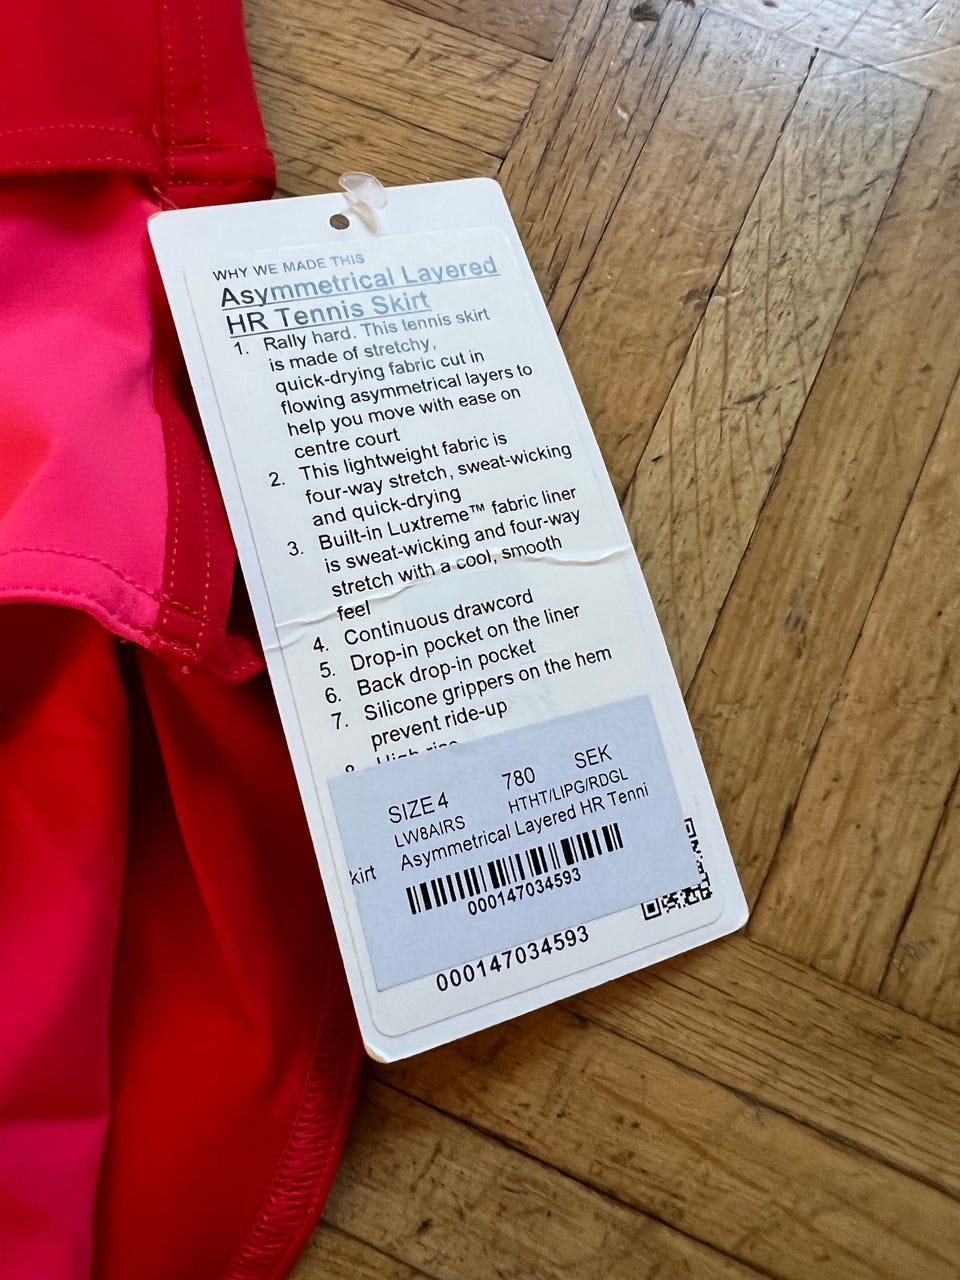 WHY WE MADE THIS
Asymmetrical Layered
HR Tennis Skirt
1. Rally hard. This tennis skirt
is made of stretchy,
quick-drying fabric cut in
flowing asymmetrical layers to
help you move with ease on
centre court
2. This lightweight fabric is
four-way stretch, sweat-wicking
and quick-drying
3. Built-in Luxtreme™ fabric liner
is sweat-wicking and four-way
stretch with a cool, smooth
feel
4. Continuous drawcord
5. Drop-in pocket on the liner
6. Back drop-in pocket
7. Silicone grippers on the hem
prevent ride-up
8. High rise
SIZE 4 780 SEK
LW8AIRS HTHT/LIPG/RDGL
Asymmetrical Layered HR Tenni
kirt
000147034593
000147034593